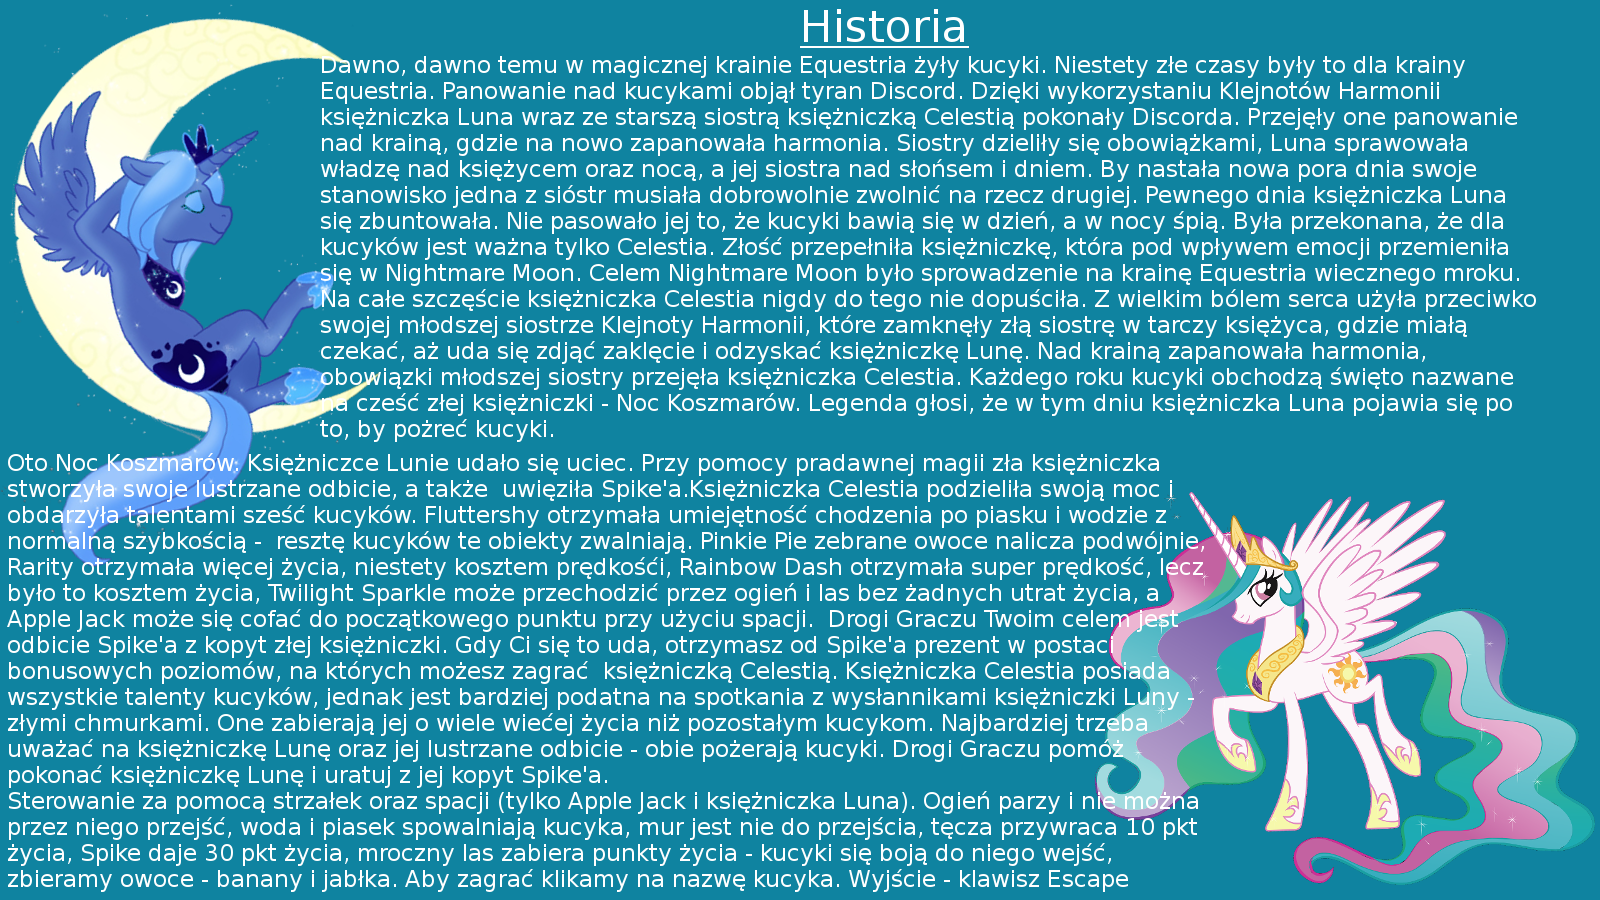 Historia
Dawno, dawno temu w magicznej krainie Equestria żyły kucyki. Niestety złe czasy były to dla krainy
Equestria. Panowanie nad kucykami objął tyran Discord. Dzięki wykorzystaniu Klejnotów Harmonii
księżniczka Luna wraz ze starszą siostrą księżniczką Celestią pokonały Discorda. Przejęły one panowanie
nad krainą, gdzie na nowo zapanowała harmonia. Siostry dzieliły się obowiążkami, Luna sprawowała
władzę nad księżycem oraz nocą, a jej siostra nad słońsem i dniem. By nastała nowa pora dnia swoje
stanowisko jedna z sióstr musiała dobrowolnie zwolnić na rzecz drugiej. Pewnego dnia księżniczka Luna
się zbuntowała. Nie pasowało jej to, że kucyki bawią się w dzień, a w nocy śpią. Była przekonana, że dla
kucyków jest ważna tylko Celestia. Złość przepełniła księżniczkę, która pod wpływem emocji przemieniła
się w Nightmare Moon. Celem Nightmare Moon było sprowadzenie na krainę Equestria wiecznego mroku.
Na całe szczęście księżniczka Celestia nigdy do tego nie dopuściła. Z wielkim bólem serca użyła przeciwko
swojej młodszej siostrze Klejnoty Harmonii, które zamknęły złą siostrę w tarczy księżyca, gdzie miałą
czekać, aż uda się zdjąć zaklęcie i odzyskać księżniczkę Lunę. Nad krainą zapanowała harmonia,
obowiązki młodszej siostry przejęła księżniczka Celestia. Każdego roku kucyki obchodzą święto nazwane
na cześć złej księżniczki - Noc Koszmarów. Legenda głosi, że w tym dniu księżniczka Luna pojawia się po
to, by pożreć kucyki.
Oto Noc Koszmarów. Księżniczce Lunie udało się uciec. Przy pomocy pradawnej magii zła księżniczka
stworzyła swoje lustrzane odbicie, a także  uwięziła Spike'a.Księżniczka Celestia podzieliła swoją moc i
obdarzyła talentami sześć kucyków. Fluttershy otrzymała umiejętność chodzenia po piasku i wodzie z
normalną szybkością -  resztę kucyków te obiekty zwalniają. Pinkie Pie zebrane owoce nalicza podwójnie,
Rarity otrzymała więcej życia, niestety kosztem prędkośći, Rainbow Dash otrzymała super prędkość, lecz
było to kosztem życia, Twilight Sparkle może przechodzić przez ogień i las bez żadnych utrat życia, a
Apple Jack może się cofać do początkowego punktu przy użyciu spacji.  Drogi Graczu Twoim celem jest
odbicie Spike'a z kopyt złej księżniczki. Gdy Ci się to uda, otrzymasz od Spike'a prezent w postaci
bonusowych poziomów, na których możesz zagrać  księżniczką Celestią. Księżniczka Celestia posiada
wszystkie talenty kucyków, jednak jest bardziej podatna na spotkania z wysłannikami księżniczki Luny -
złymi chmurkami. One zabierają jej o wiele wiećej życia niż pozostałym kucykom. Najbardziej trzeba
uważać na księżniczkę Lunę oraz jej lustrzane odbicie - obie pożerają kucyki. Drogi Graczu pomóż  -
pokonać księżniczkę Lunę i uratuj z jej kopyt Spike'a.
Sterowanie za pomocą strzałek oraz spacji (tylko Apple Jack i księżniczka Luna). Ogień parzy i nie można
przez niego przejść, woda i piasek spowalniają kucyka, mur jest nie do przejścia, tęcza przywraca 10 pkt
życia, Spike daje 30 pkt życia, mroczny las zabiera punkty życia - kucyki się boją do niego wejść,
zbieramy owoce - banany i jabłka. Aby zagrać klikamy na nazwę kucyka. Wyjście - klawisz Escape